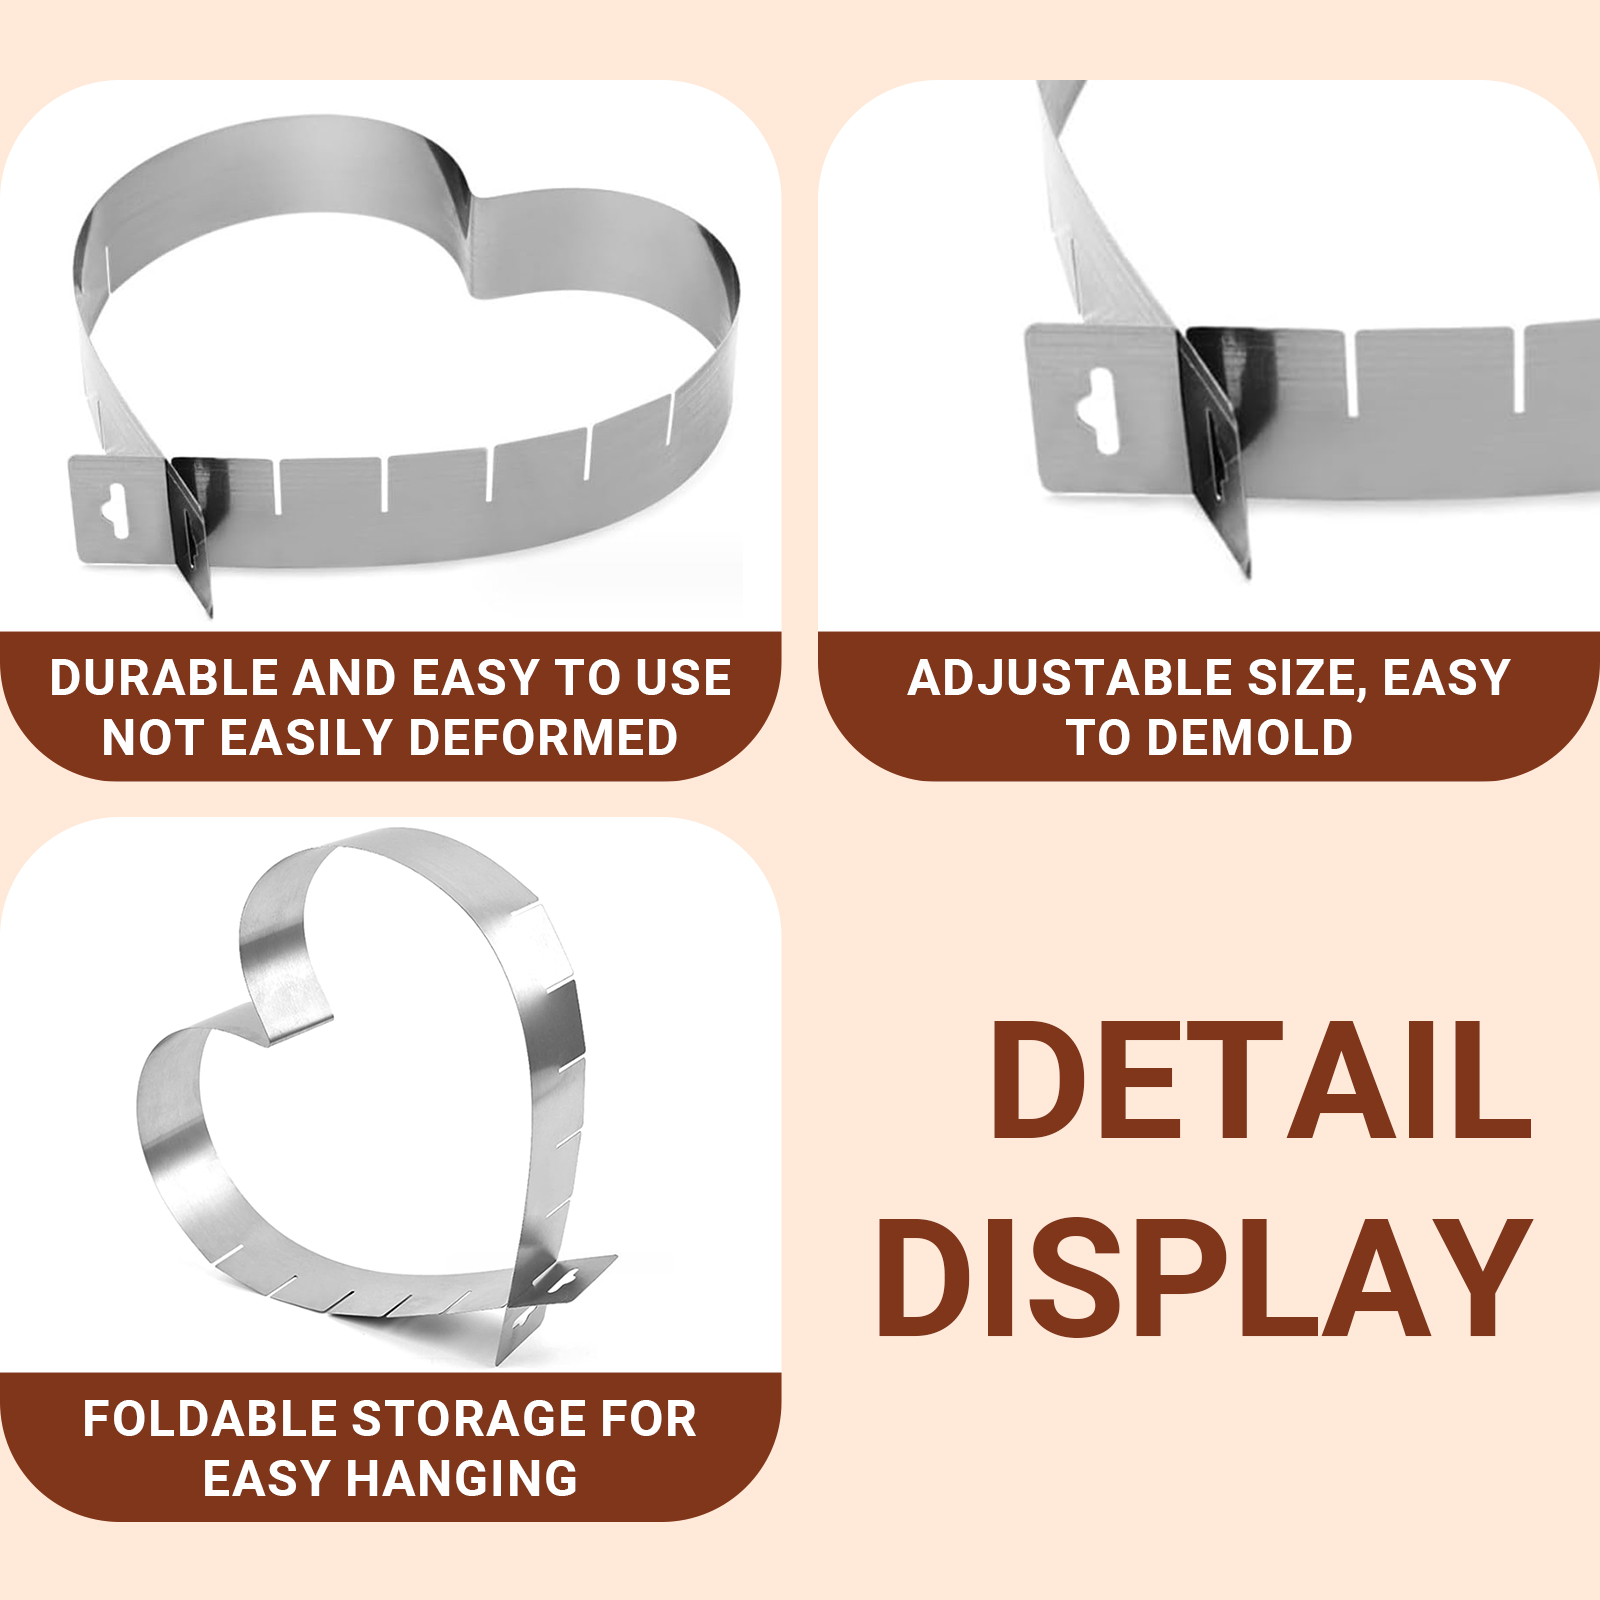 DURABLE AND EASY TO USE
NOT EASILY DEFORMED
ADJUSTABLE SIZE, EASY
TO DEMOLD
FOLDABLE STORAGE FOR
EASY HANGING
DETAIL
DISPLAY